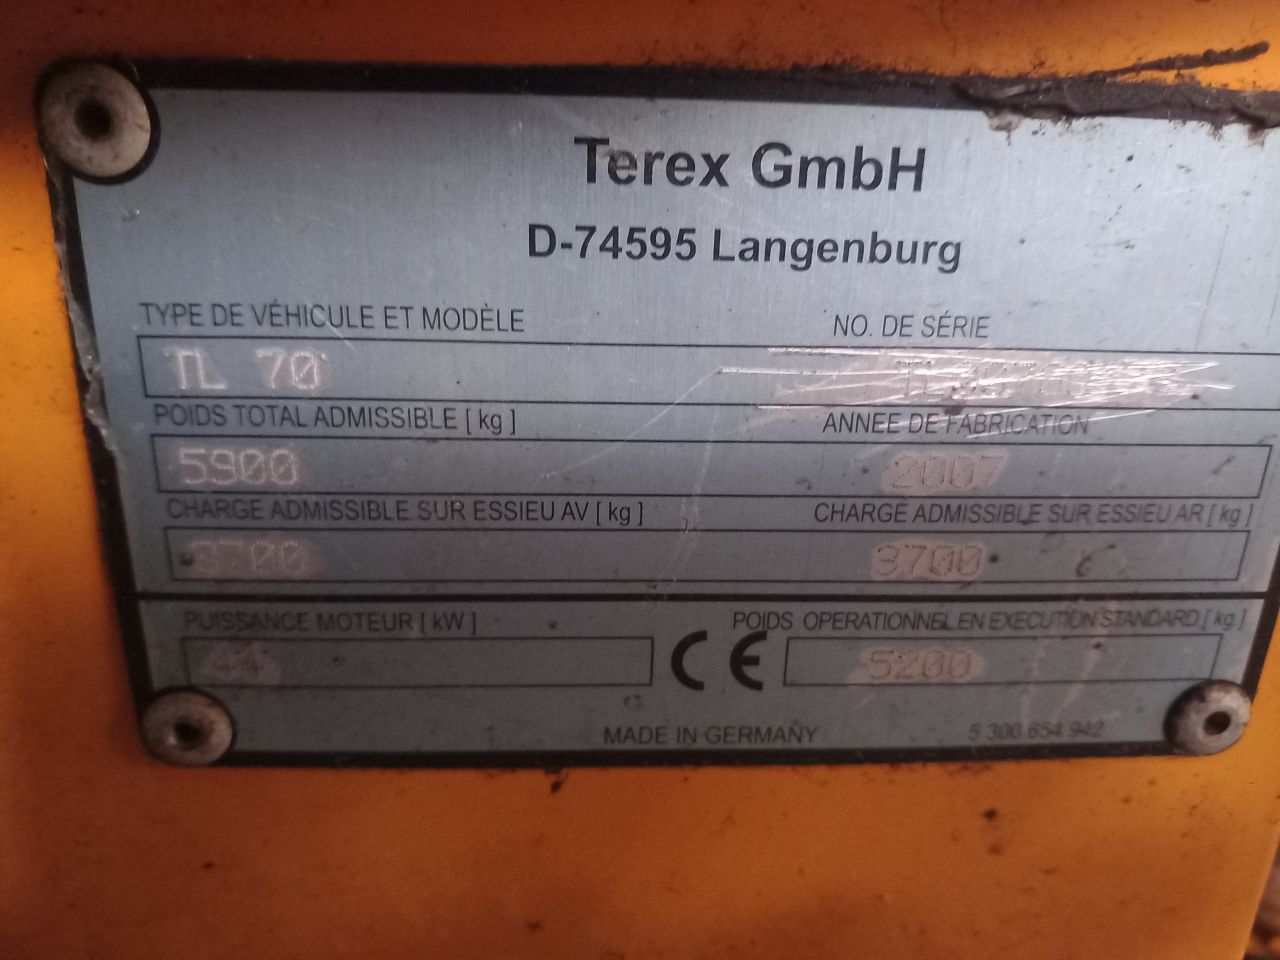 Terex GmbH
D-74595 Langenburg
TYPE DE VÉHICULE ET MODÈLE NO. DE SÉRIE
TL 70
POIDS TOTAL ADMISSIBLE [kg] ANNEE DE FABRICATION
5900 2007
CHARGE ADMISSIBLE SUR ESSIEU AV [kg] CHARGE ADMISSIBLE SUR ESSIEU AR [kg]
3700 3700
PUISSANCE MOTEUR [kW] POIDS OPERATIONNEL EN EXECUTION STANDARD [kg]
44 CE 5200
MADE IN GERMANY 5 300 654 942